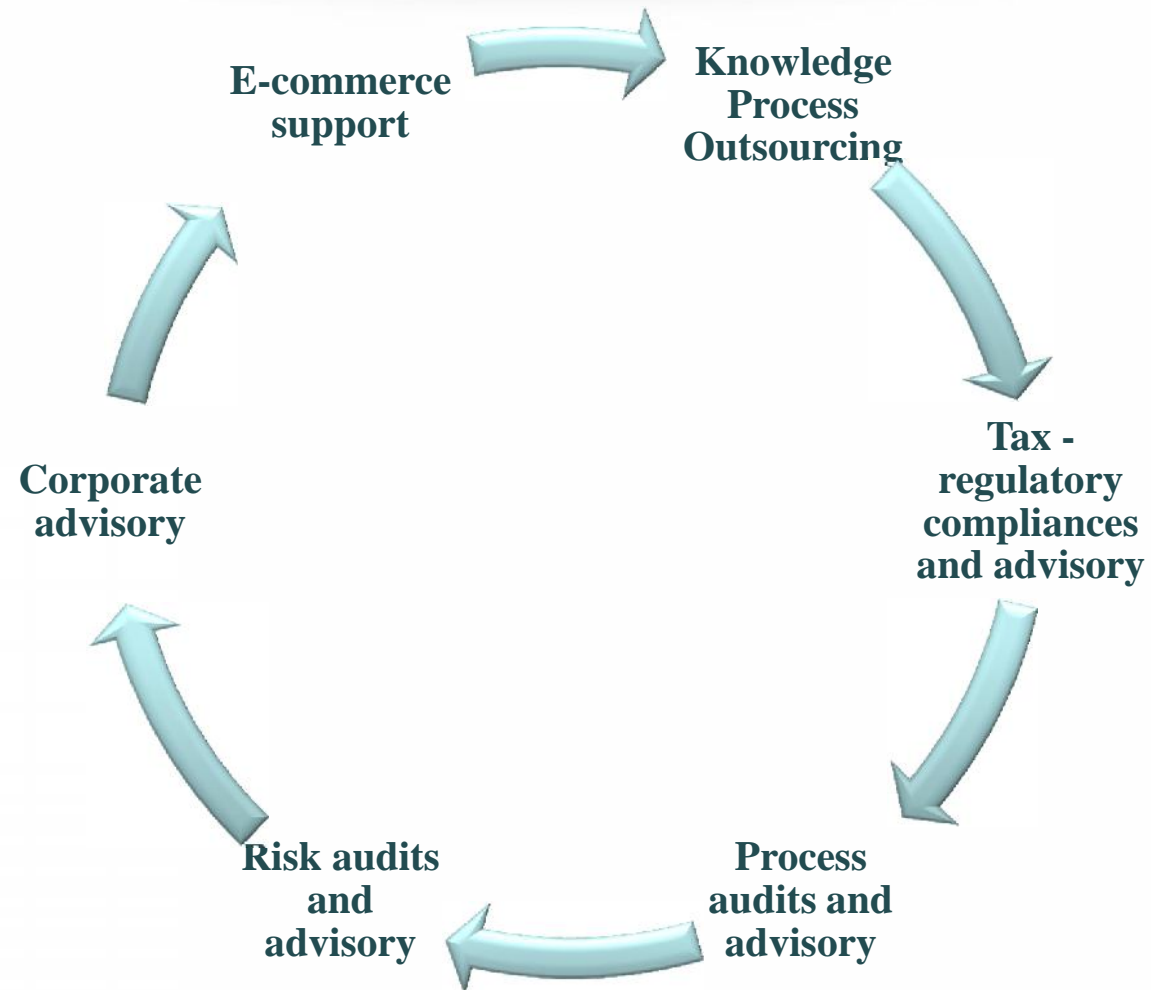 E-commerce
support
Knowledge
Process
Outsourcing
Tax -
regulatory
compliances
and advisory
Process
audits and
advisory
Risk audits
and
advisory
Corporate
advisory